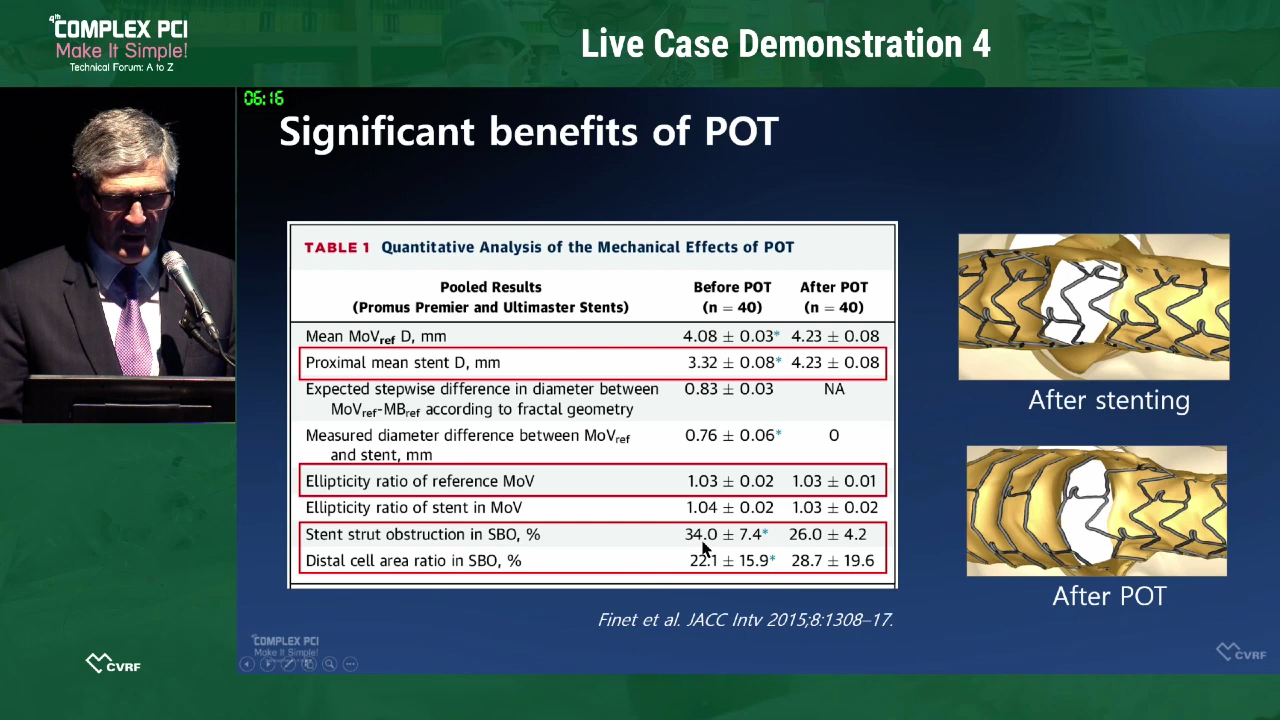 4th
COMPLEX PCI
Make It Simple!
Technical Forum: A to Z
Live Case Demonstration 4
06:16
Significant benefits of POT
TABLE 1 Quantitative Analysis of the Mechanical Effects of POT
Pooled Results
(Promus Premier and Ultimaster Stents)
Before POT
(n = 40)
After POT
(n = 40)
Mean MoVref D, mm 4.08 ± 0.03* 4.23 ± 0.08
Proximal mean stent D, mm 3.32 ± 0.08* 4.23 ± 0.08
Expected stepwise difference in diameter between 0.83 ± 0.03 NA
MoVref-MBref according to fractal geometry
Measured diameter difference between MoVref 0.76 ± 0.06* 0
and stent, mm
Ellipticity ratio of reference MoV 1.03 ± 0.02 1.03 ± 0.01
Ellipticity ratio of stent in MoV 1.04 ± 0.02 1.03 ± 0.02
Stent strut obstruction in SBO, % 34.0 ± 7.4* 26.0 ± 4.2
Distal cell area ratio in SBO, % 22.1 ± 15.9* 28.7 ± 19.6
After stenting
After POT
Finet et al. JACC Intv 2015;8:1308–17.
COMPLEX PCI
Make It Simple!
CVRF
CVRF